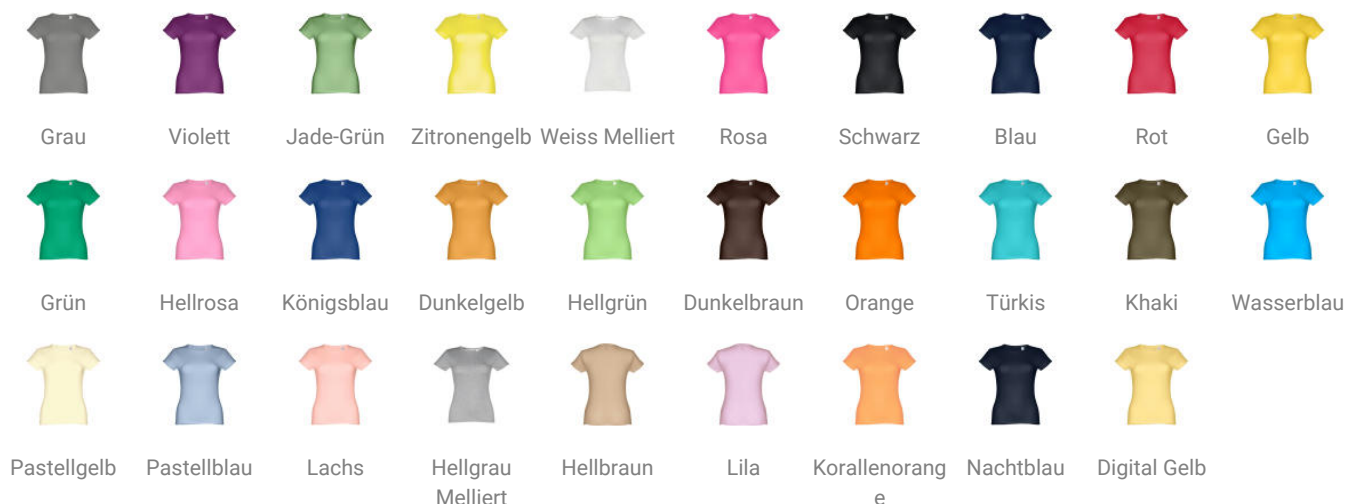 Grau Violett Jade-Grün Zitronengelb Weiss Melliert Rosa Schwarz Blau Rot Gelb
Grün Hellrosa Königsblau Dunkelgelb Hellgrün Dunkelbraun Orange Türkis Khaki Wasserblau
Pastellgelb Pastellblau Lachs Hellgrau Hellbraun Lila Korallenorang Nachtblau Digital Gelb
Melliert e